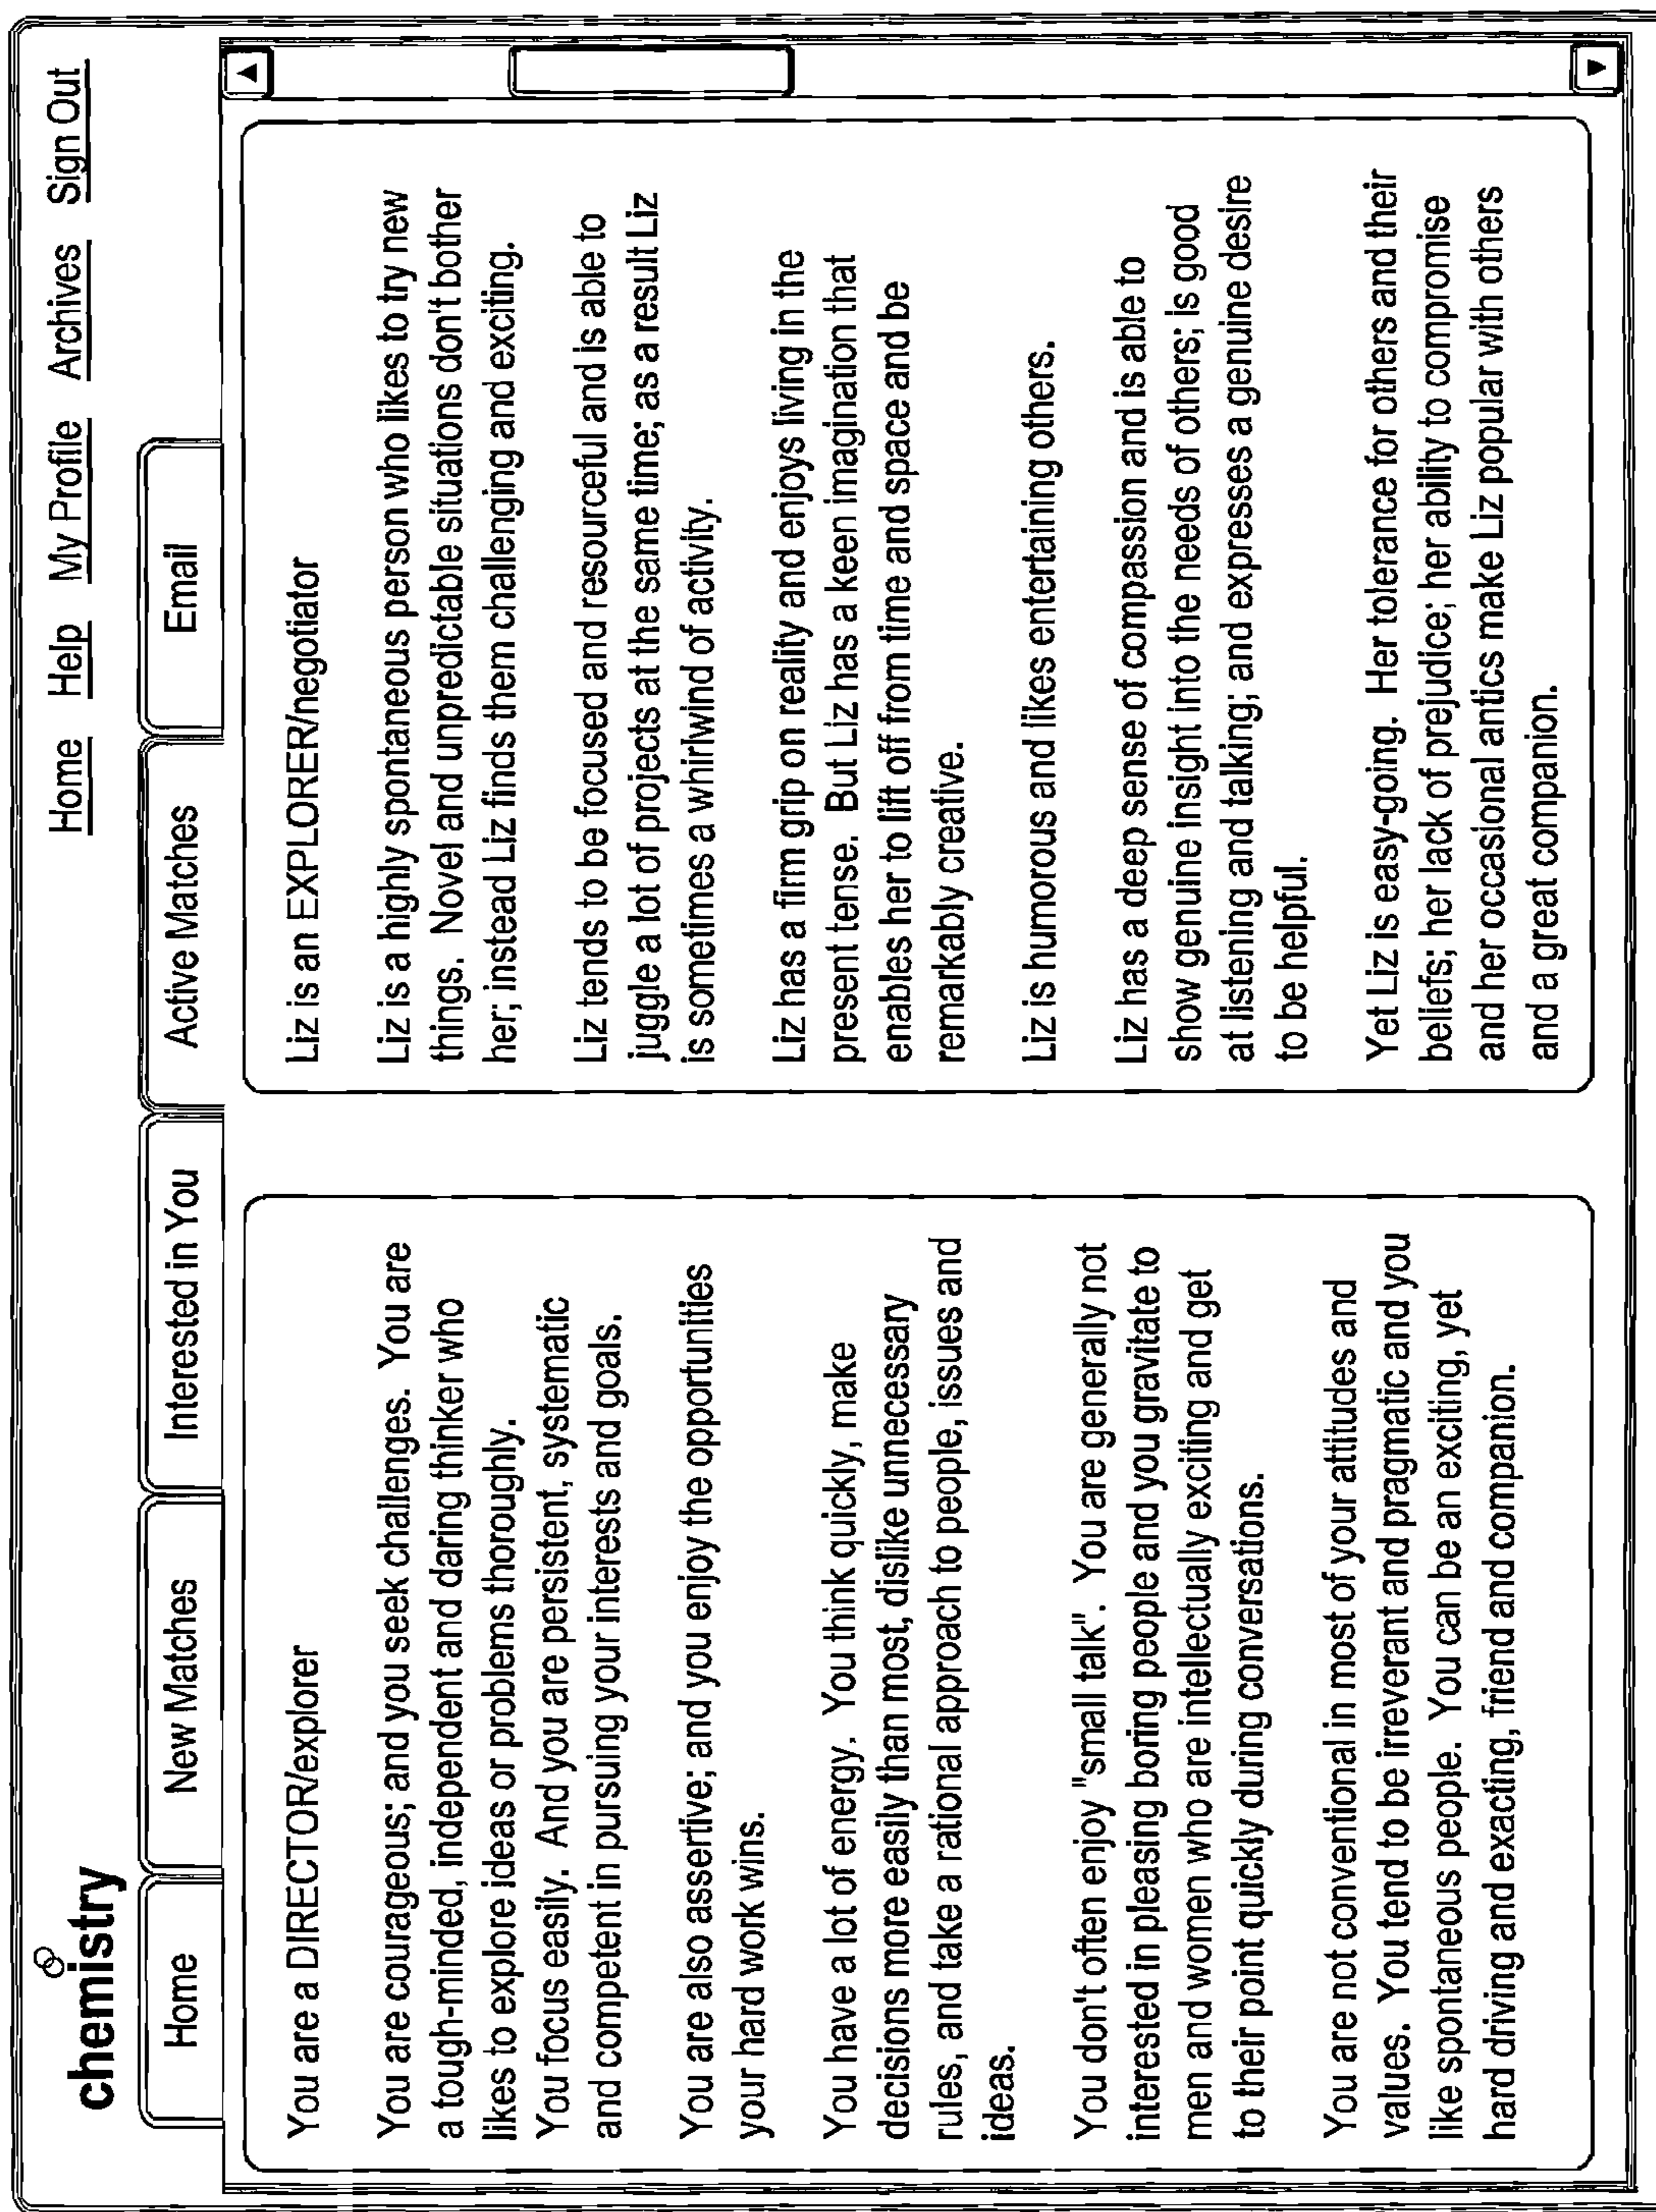 chemistry
Home Help My Profile Archives Sign Out
Home
New Matches
Interested in You
Active Matches
Email
You are a DIRECTOR/explorer
You are courageous; and you seek challenges. You are
a tough-minded, independent and daring thinker who
likes to explore ideas or problems thoroughly.
You focus easily. And you are persistent, systematic
and competent in pursuing your interests and goals.
You are also assertive; and you enjoy the opportunities
your hard work wins.
You have a lot of energy. You think quickly, make
decisions more easily than most, dislike unnecessary
rules, and take a rational approach to people, issues and
ideas.
You don't often enjoy "small talk". You are generally not
interested in pleasing boring people and you gravitate to
men and women who are intellectually exciting and get
to their point quickly during conversations.
You are not conventional in most of your attitudes and
values. You tend to be irreverant and pragmatic and you
like spontaneous people. You can be an exciting, yet
hard driving and exacting, friend and companion.
Liz is an EXPLORER/negotiator
Liz is a highly spontaneous person who likes to try new
things. Novel and unpredictable situations don't bother
her; instead Liz finds them challenging and exciting.
Liz tends to be focused and resourceful and is able to
juggle a lot of projects at the same time; as a result Liz
is sometimes a whirlwind of activity.
Liz has a firm grip on reality and enjoys living in the
present tense. But Liz has a keen imagination that
enables her to lift off from time and space and be
remarkably creative.
Liz is humorous and likes entertaining others.
Liz has a deep sense of compassion and is able to
show genuine insight into the needs of others; is good
at listening and talking; and expresses a genuine desire
to be helpful.
Yet Liz is easy-going. Her tolerance for others and their
beliefs; her lack of prejudice; her ability to compromise
and her occasional antics make Liz popular with others
and a great companion.